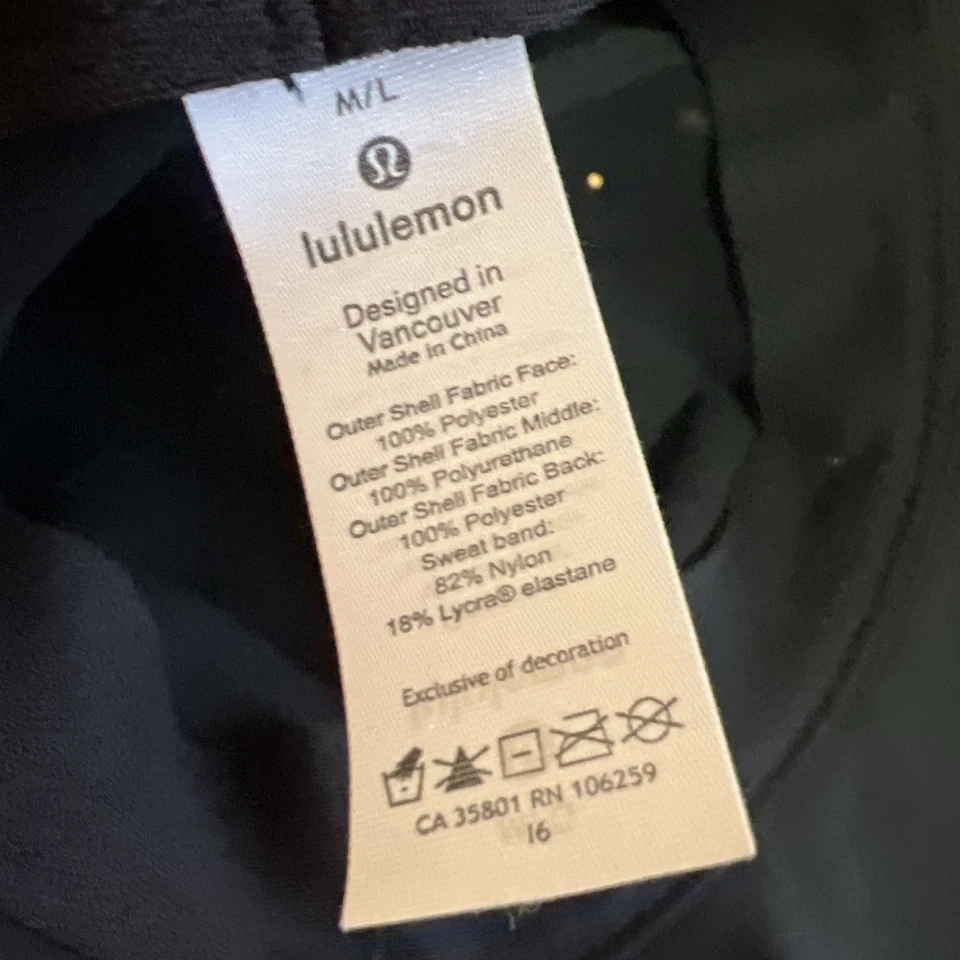 M/L
lululemon
Designed in
Vancouver
Made in China
Outer Shell Fabric Face:
100% Polyester
Outer Shell Fabric Middle:
100% Polyurethane
Outer Shell Fabric Back:
100% Polyester
Sweat band:
82% Nylon
18% Lycra® elastane
Exclusive of decoration
CA 35801 RN 106259
16